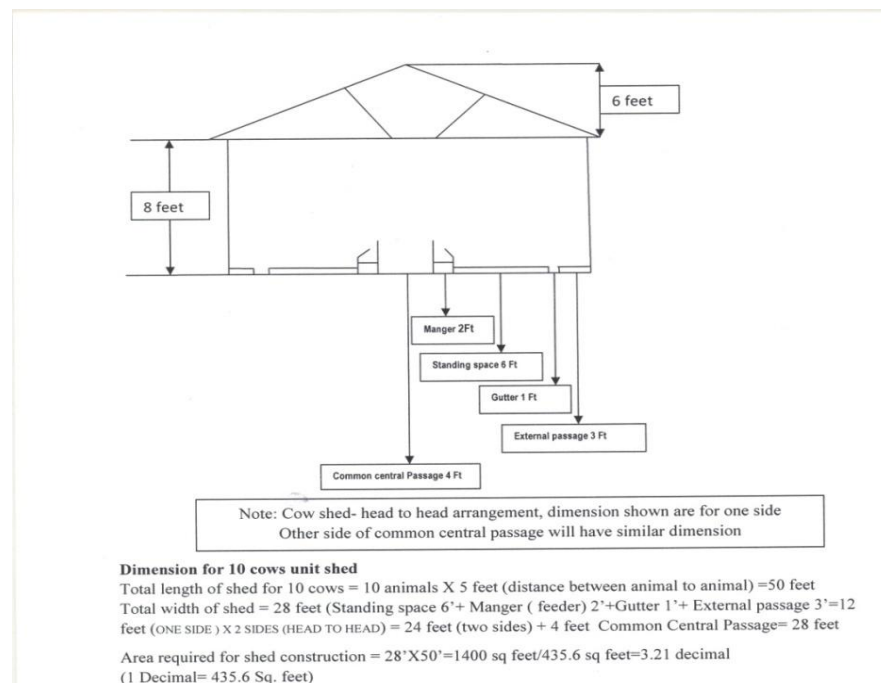 6 feet
8 feet
Manger 2Ft
Standing space 6 Ft
Gutter 1 Ft
External passage 3 Ft
Common central Passage 4 Ft
Note: Cow shed- head to head arrangement, dimension shown are for one side
Other side of common central passage will have similar dimension
Dimension for 10 cows unit shed
Total length of shed for 10 cows = 10 animals X 5 feet (distance between animal to animal) =50 feet
Total width of shed = 28 feet (Standing space 6’+ Manger ( feeder) 2’+Gutter 1’+ External passage 3’=12
feet (ONE SIDE ) X 2 SIDES (HEAD TO HEAD) = 24 feet (two sides) + 4 feet Common Central Passage= 28 feet
Area required for shed construction = 28’X50’=1400 sq feet/435.6 sq feet=3.21 decimal
(1 Decimal= 435.6 Sq. feet)